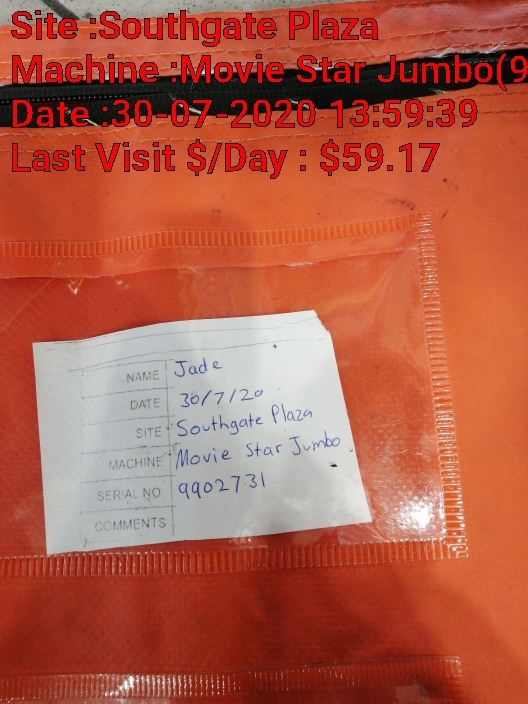 Site :Southgate Plaza
Machine :Movie Star Jumbo(9
Date :30-07-2020 13:59:39
Last Visit $/Day : $59.17
NAME Jade
DATE 30/7/20
SITE Southgate Plaza
MACHINE Movie Star Jumbo
SERIAL NO. 9902731
COMMENTS